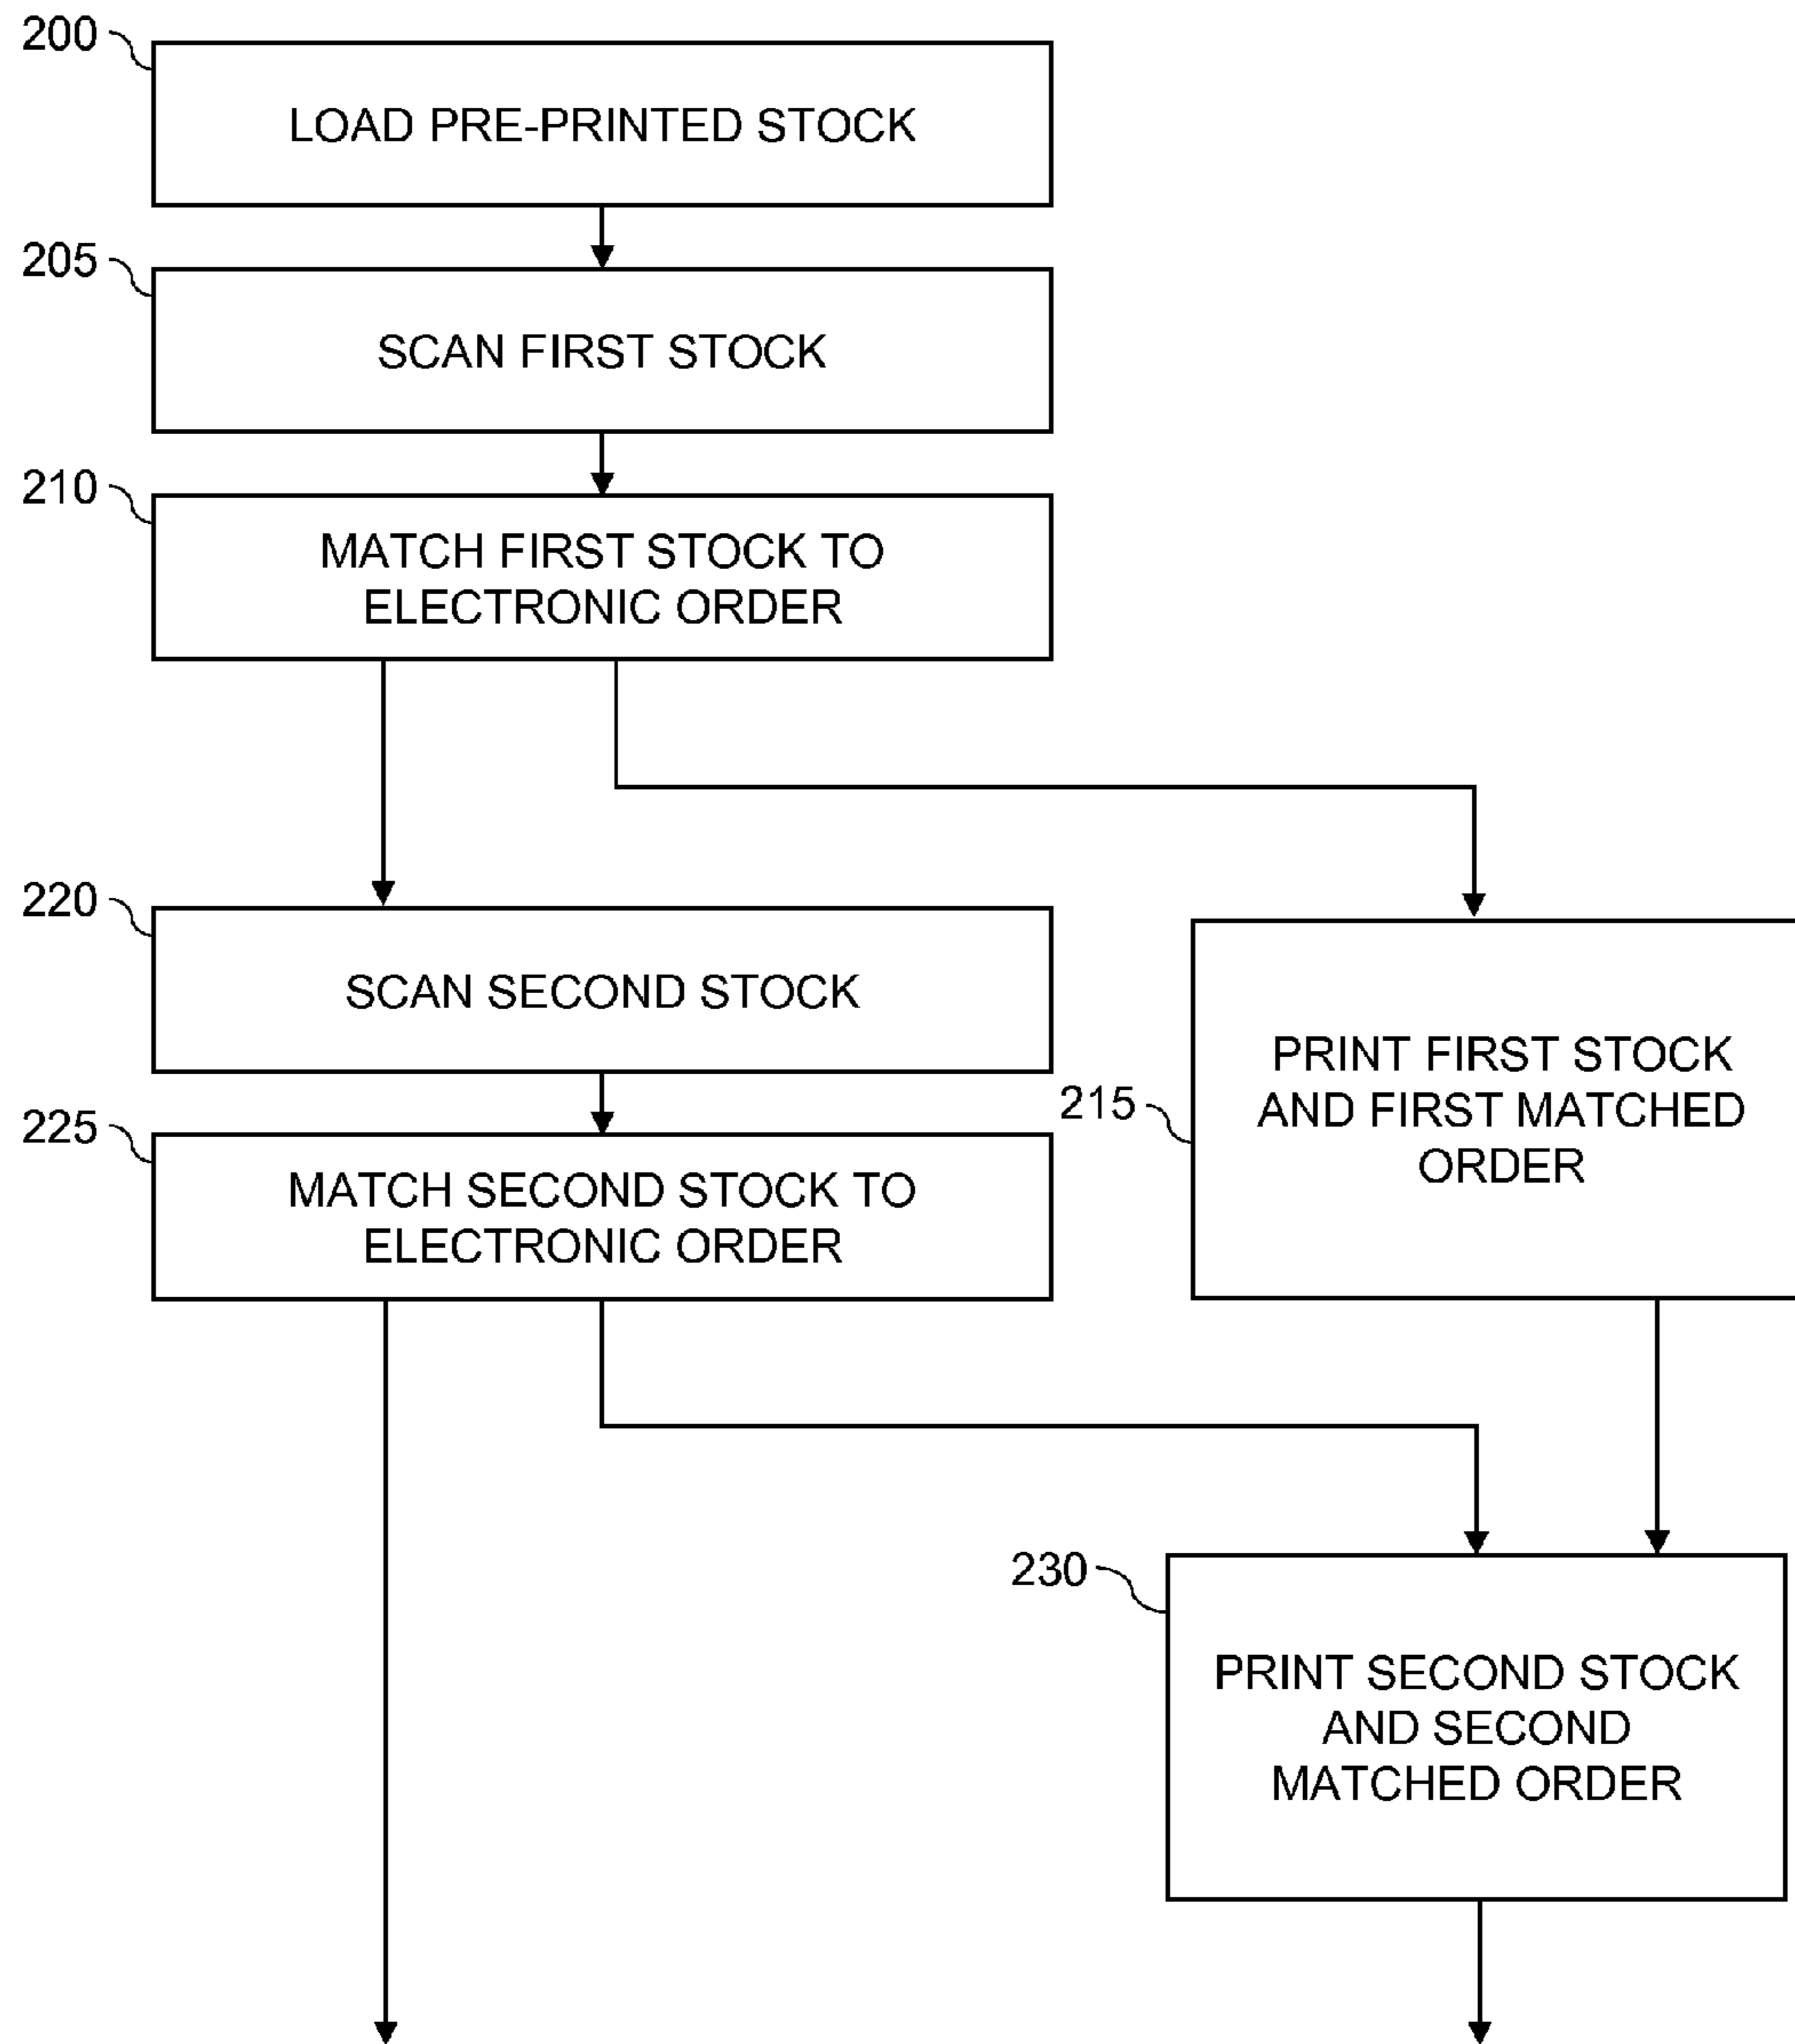 200
LOAD PRE-PRINTED STOCK
205
SCAN FIRST STOCK
210
MATCH FIRST STOCK TO
ELECTRONIC ORDER
220
SCAN SECOND STOCK
215
PRINT FIRST STOCK
AND FIRST MATCHED
ORDER
225
MATCH SECOND STOCK TO
ELECTRONIC ORDER
230
PRINT SECOND STOCK
AND SECOND
MATCHED ORDER